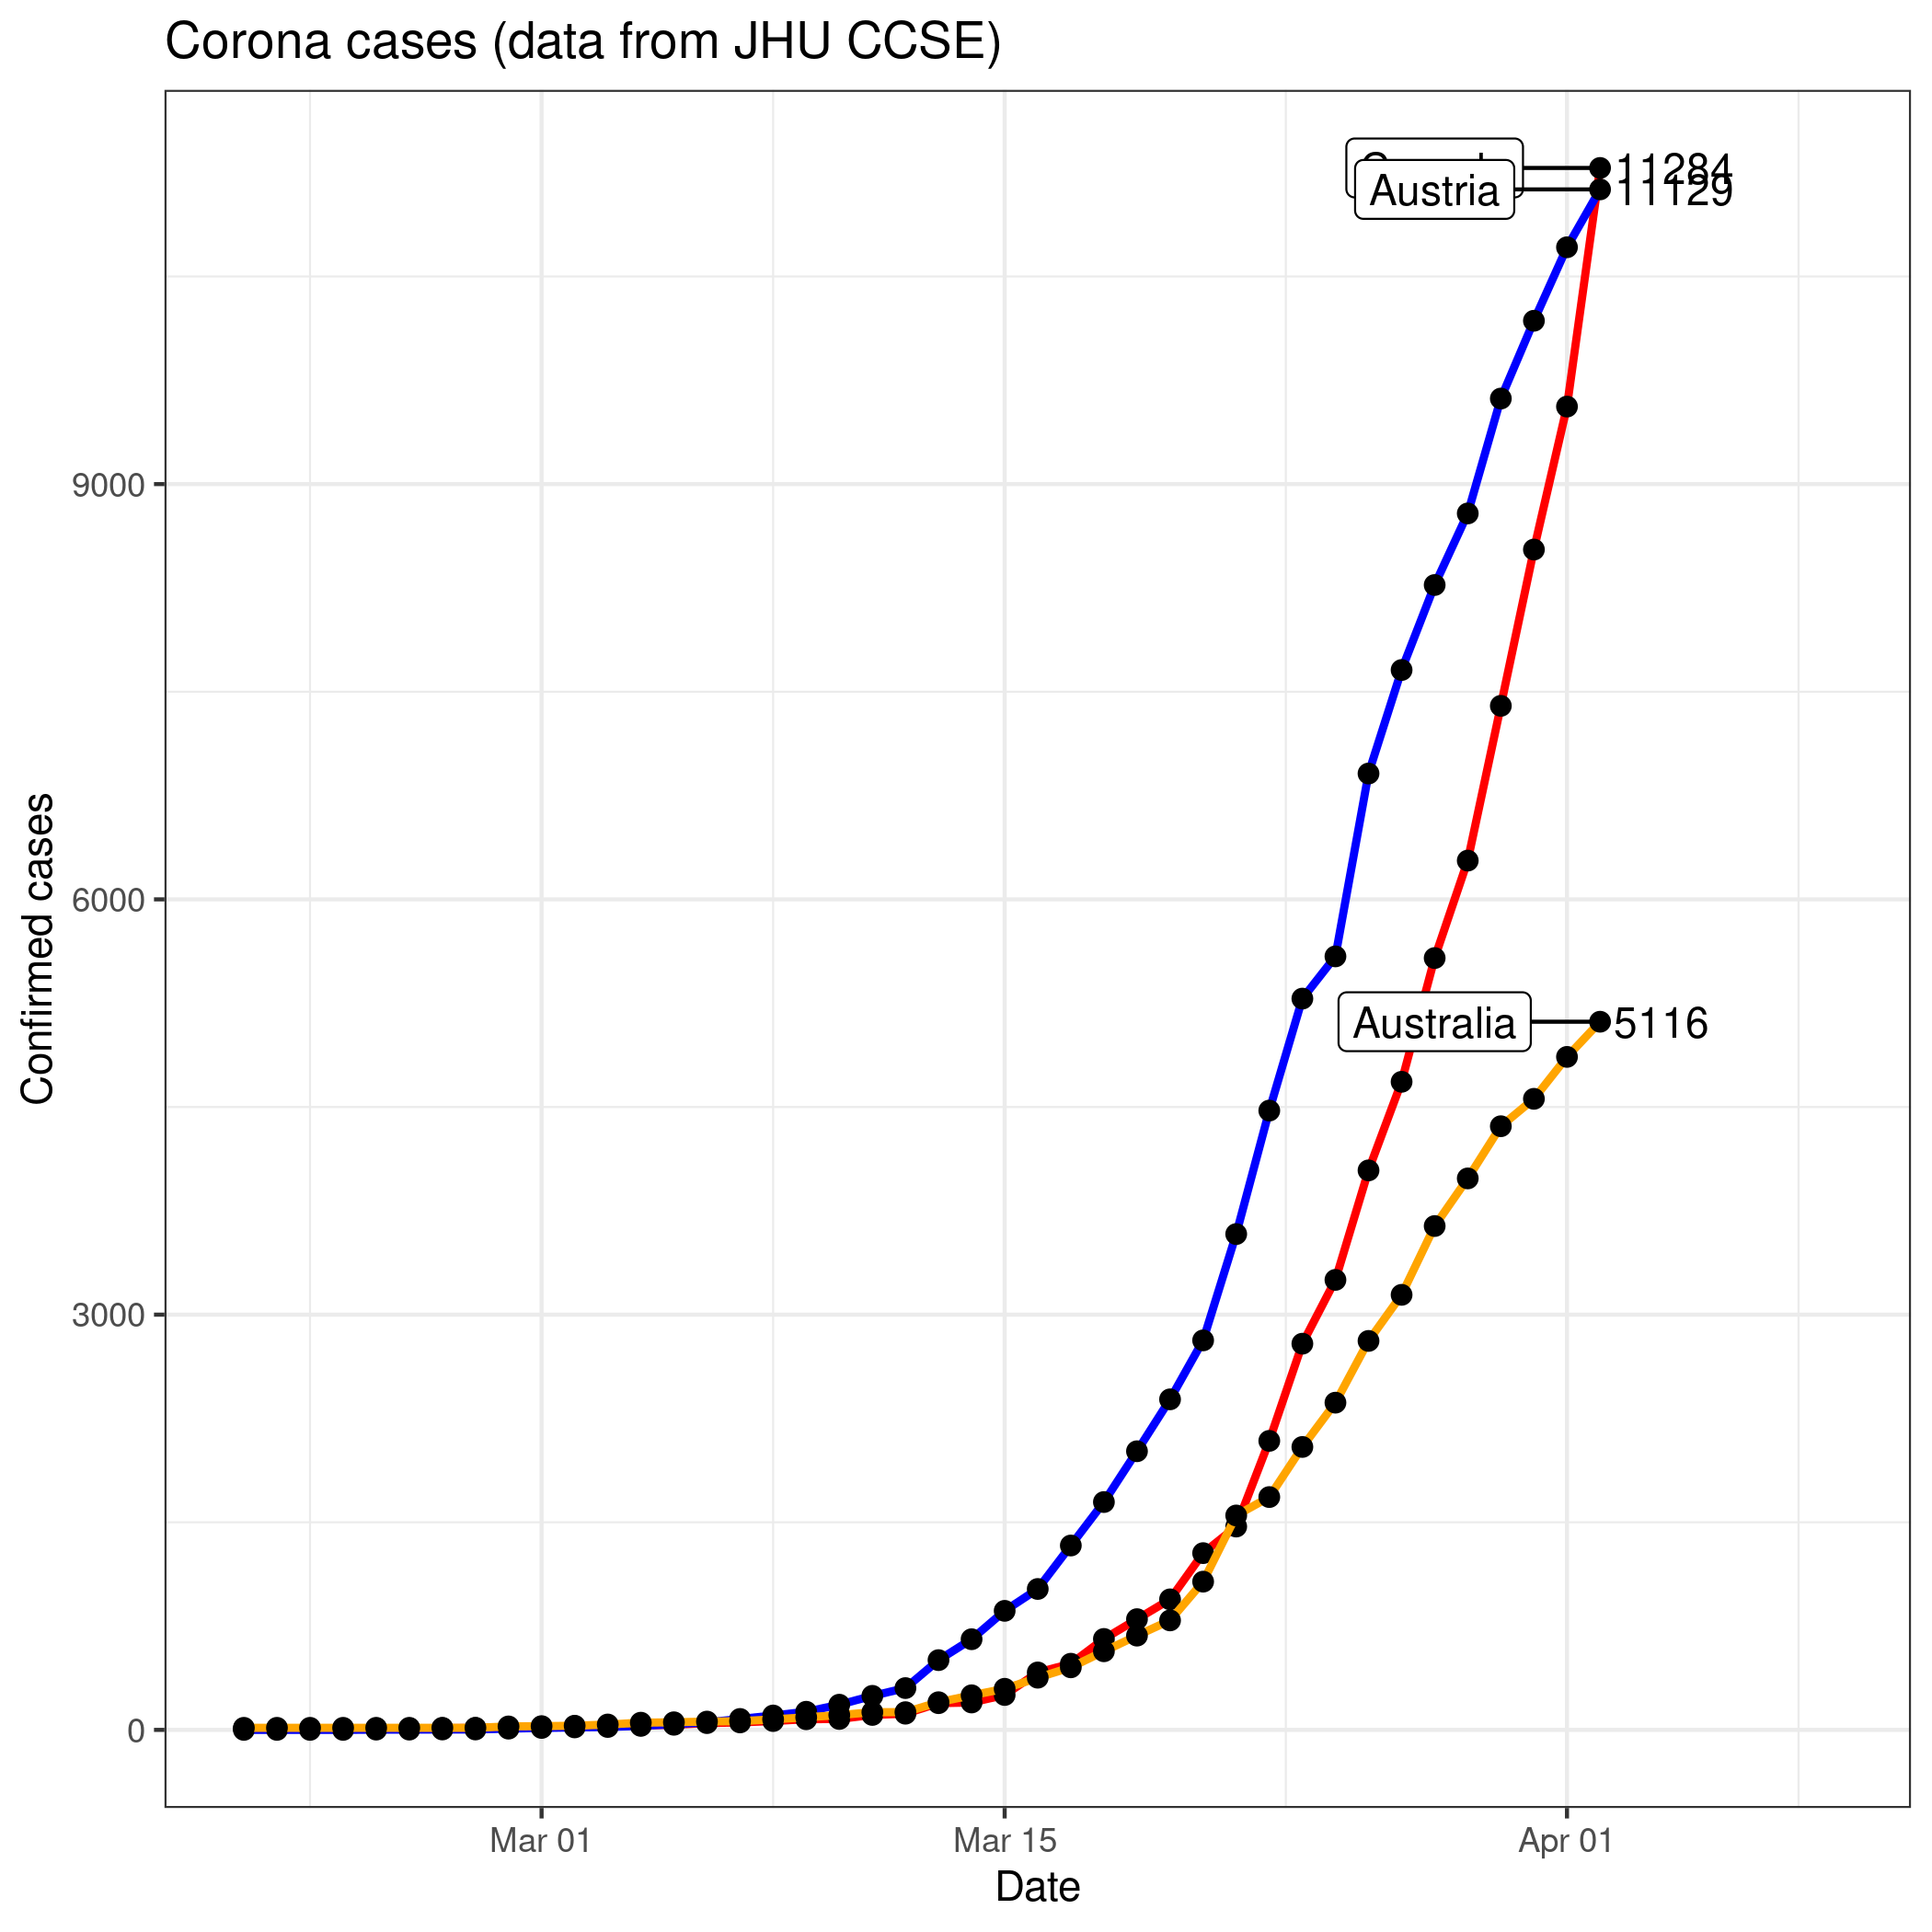 Corona cases (data from JHU CCSE)
11284
Austria
11129
9000
6000
Australia
5116
3000
0
Confirmed cases
Mar 01
Mar 15
Apr 01
Date